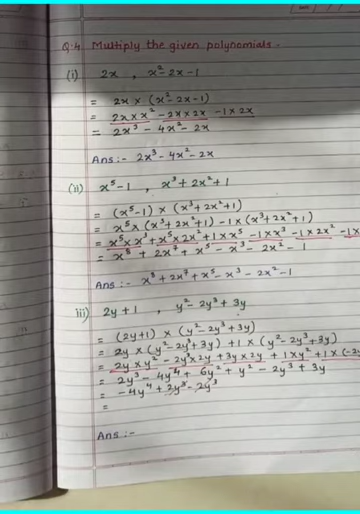 Q.4 Multiply the given polynomials.
(i) 2x , x²-2x-1
= 2x × (x²-2x-1)
= 2x×x² - 2x×2x - 1×2x
= 2x³ - 4x² - 2x
Ans:- 2x³ - 4x² - 2x
(ii) x⁵-1 , x³+2x²+1
= (x⁵-1) × (x³+2x²+1)
= x⁵×(x³+2x²+1) - 1×(x³+2x²+1)
= x⁵×x³ + x⁵×2x² + 1×x⁵ - 1×x³ - 1×2x² - 1×
= x⁸ + 2x⁷ + x⁵ - x³ - 2x² - 1
Ans:- x⁸ + 2x⁷ + x⁵ - x³ - 2x² - 1
iii) 2y+1 , y²-2y³+3y
= (2y+1) × (y²-2y³+3y)
= 2y×(y²-2y³+3y) + 1×(y²-2y³+3y)
= 2y×y² - 2y³×2y + 3y×2y + 1×y² + 1×(-2y
= 2y³ - 4y⁴ + 6y² + y² - 2y³ + 3y
= -4y⁴ + 2y³ - 2y³
=
Ans:-